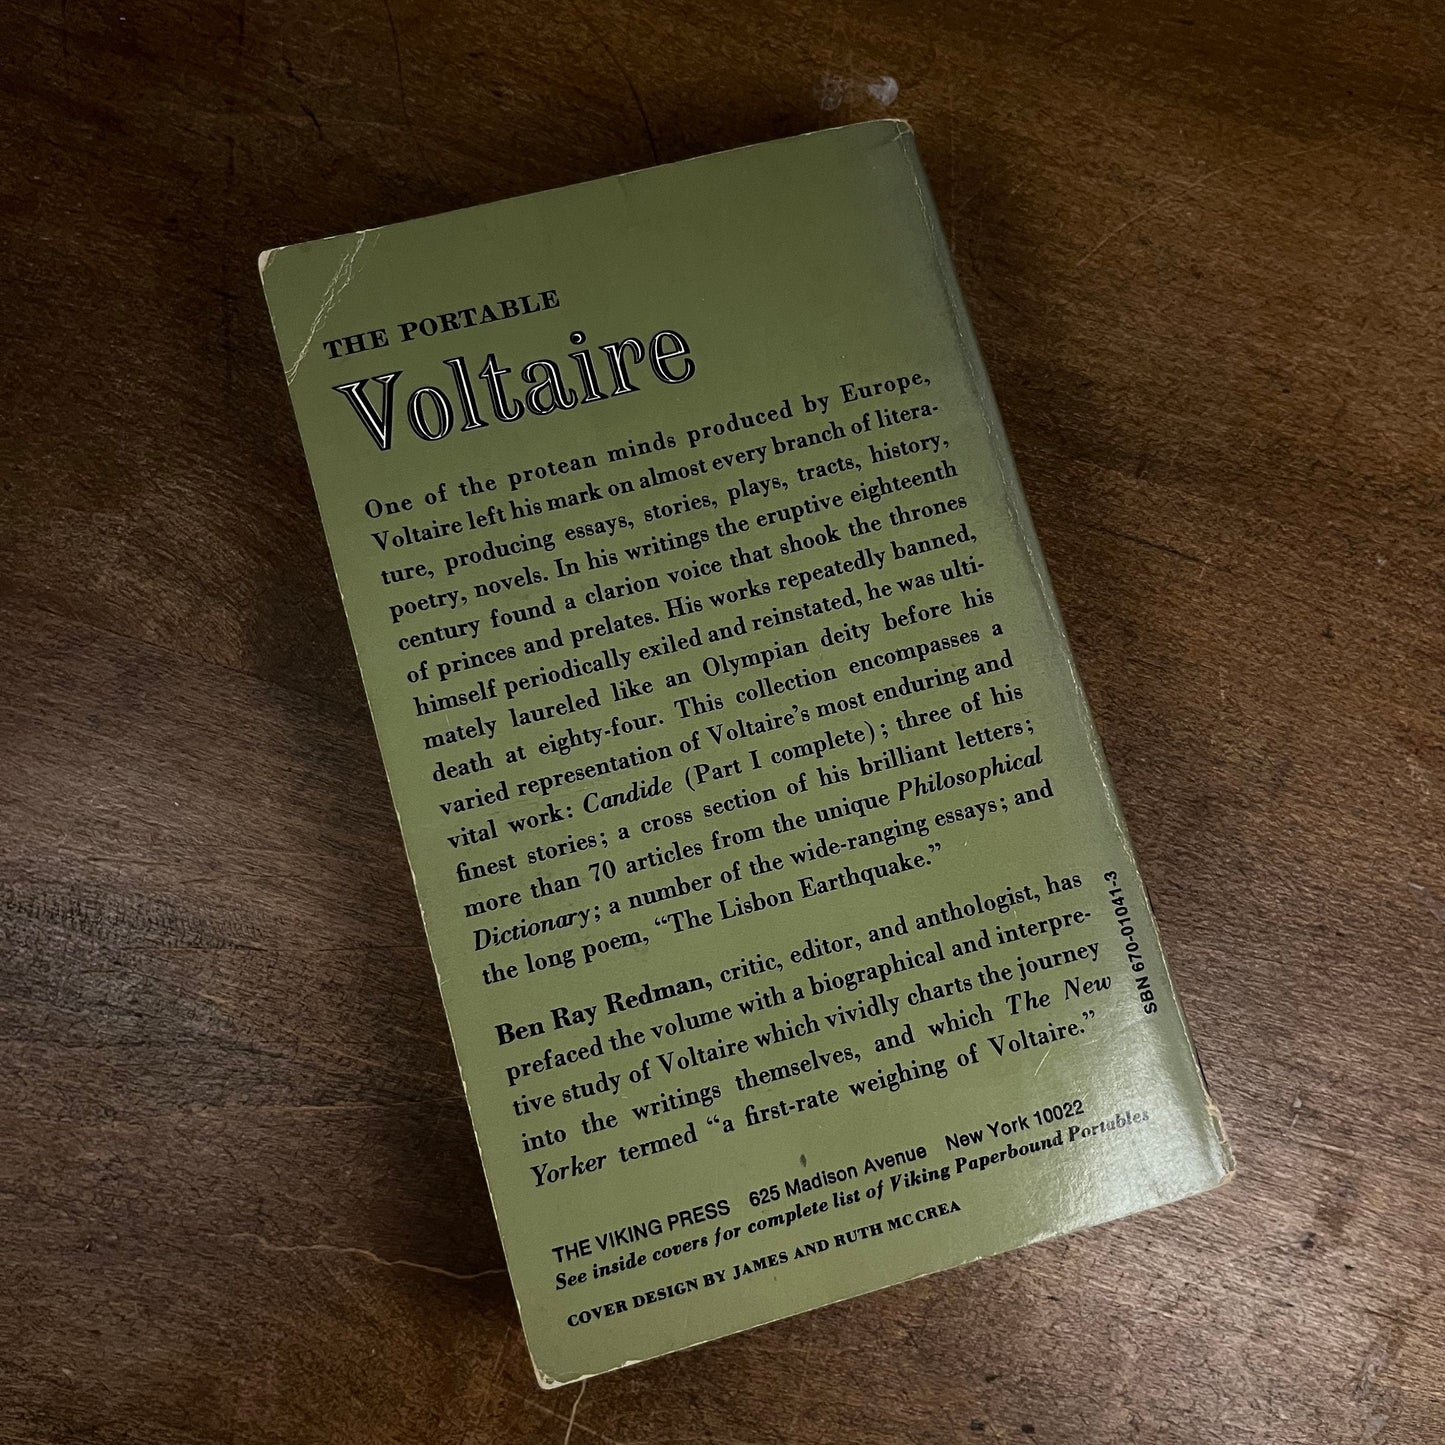 THE PORTABLE
Voltaire
One of the protean minds produced by Europe,
Voltaire left his mark on almost every branch of litera-
ture, producing essays, stories, plays, tracts, history,
poetry, novels. In his writings the eruptive eighteenth
century found a clarion voice that shook the thrones
of princes and prelates. His works repeatedly banned,
himself periodically exiled and reinstated, he was ulti-
mately laureled like an Olympian deity before his
death at eighty-four. This collection encompasses a
varied representation of Voltaire's most enduring and
vital work: Candide (Part I complete); three of his
finest stories; a cross section of his brilliant letters;
more than 70 articles from the unique Philosophical
Dictionary; a number of the wide-ranging essays; and
the long poem, “The Lisbon Earthquake.”
Ben Ray Redman, critic, editor, and anthologist, has
prefaced the volume with a biographical and interpre-
tive study of Voltaire which vividly charts the journey
into the writings themselves, and which The New
Yorker termed “a first-rate weighing of Voltaire.”
THE VIKING PRESS 625 Madison Avenue New York 10022
See inside covers for complete list of Viking Paperbound Portables
COVER DESIGN BY JAMES AND RUTH MCCREA
SBN 670-01041-3